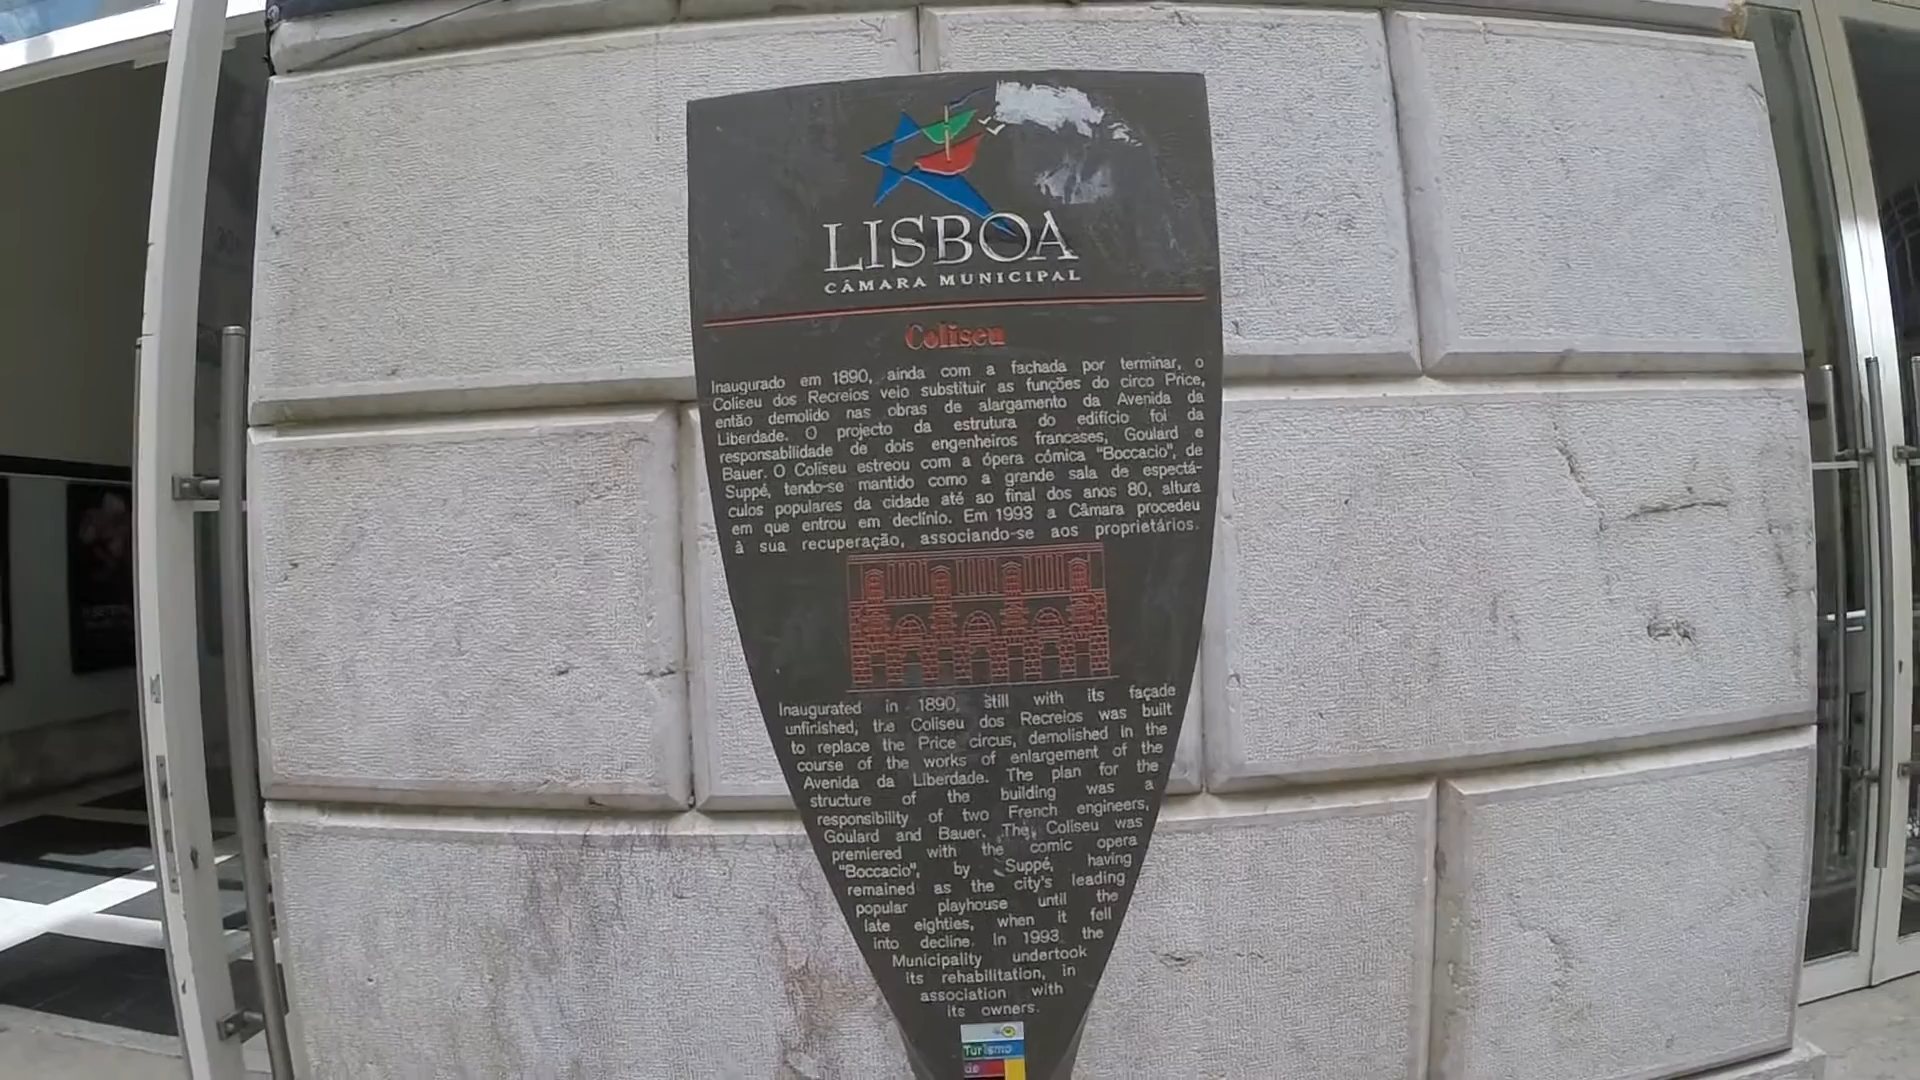 LISBOA
CÂMARA MUNICIPAL
Coliseu
Inaugurado em 1890, ainda com a fachada por terminar, o
Coliseu dos Recreios veio substituir as funções do circo Price,
então demolido nas obras de alargamento da Avenida da
Liberdade. O projecto da estrutura do edifício foi da
responsabilidade de dois engenheiros franceses, Goulard e
Bauer. O Coliseu estreou com a ópera cómica "Boccacio", de
Suppé, tendo-se mantido como a grande sala de espectá-
culos populares da cidade até ao final dos anos 80, altura
em que entrou em declínio. Em 1993 a Câmara procedeu
à sua recuperação, associando-se aos proprietários.
Inaugurated in 1890, still with its façade
unfinished, the Coliseu dos Recreios was built
to replace the Price circus, demolished in the
course of the works of enlargement of the
Avenida da Liberdade. The plan for the
structure of the building was a
responsibility of two French engineers,
Goulard and Bauer. The Coliseu was
premiered with the comic opera
"Boccacio", by Suppé, having
remained as the city's leading
popular playhouse until the
late eighties, when it fell
into decline. In 1993 the
Municipality undertook
its rehabilitation, in
association with
its owners.
Turismo
de